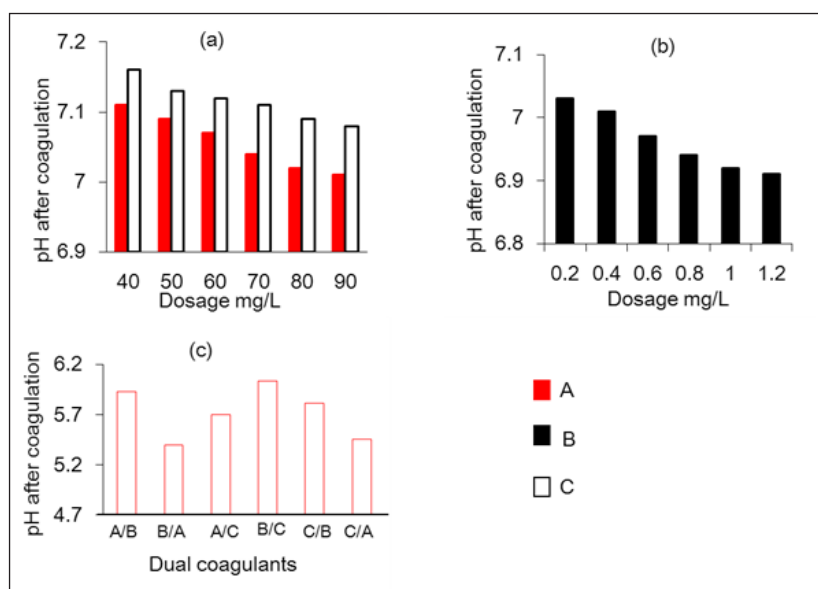 (a)
7.2
7.1
7
6.9
pH after coagulation
40 50 60 70 80 90
Dosage mg/L
(b)
7.1
7
6.9
6.8
pH after coagulation
0.2 0.4 0.6 0.8 1 1.2
Dosage mg/L
(c)
6.2
5.7
5.2
4.7
pH after coagulation
A/B B/A A/C B/C C/B C/A
Dual coagulants
A
B
C